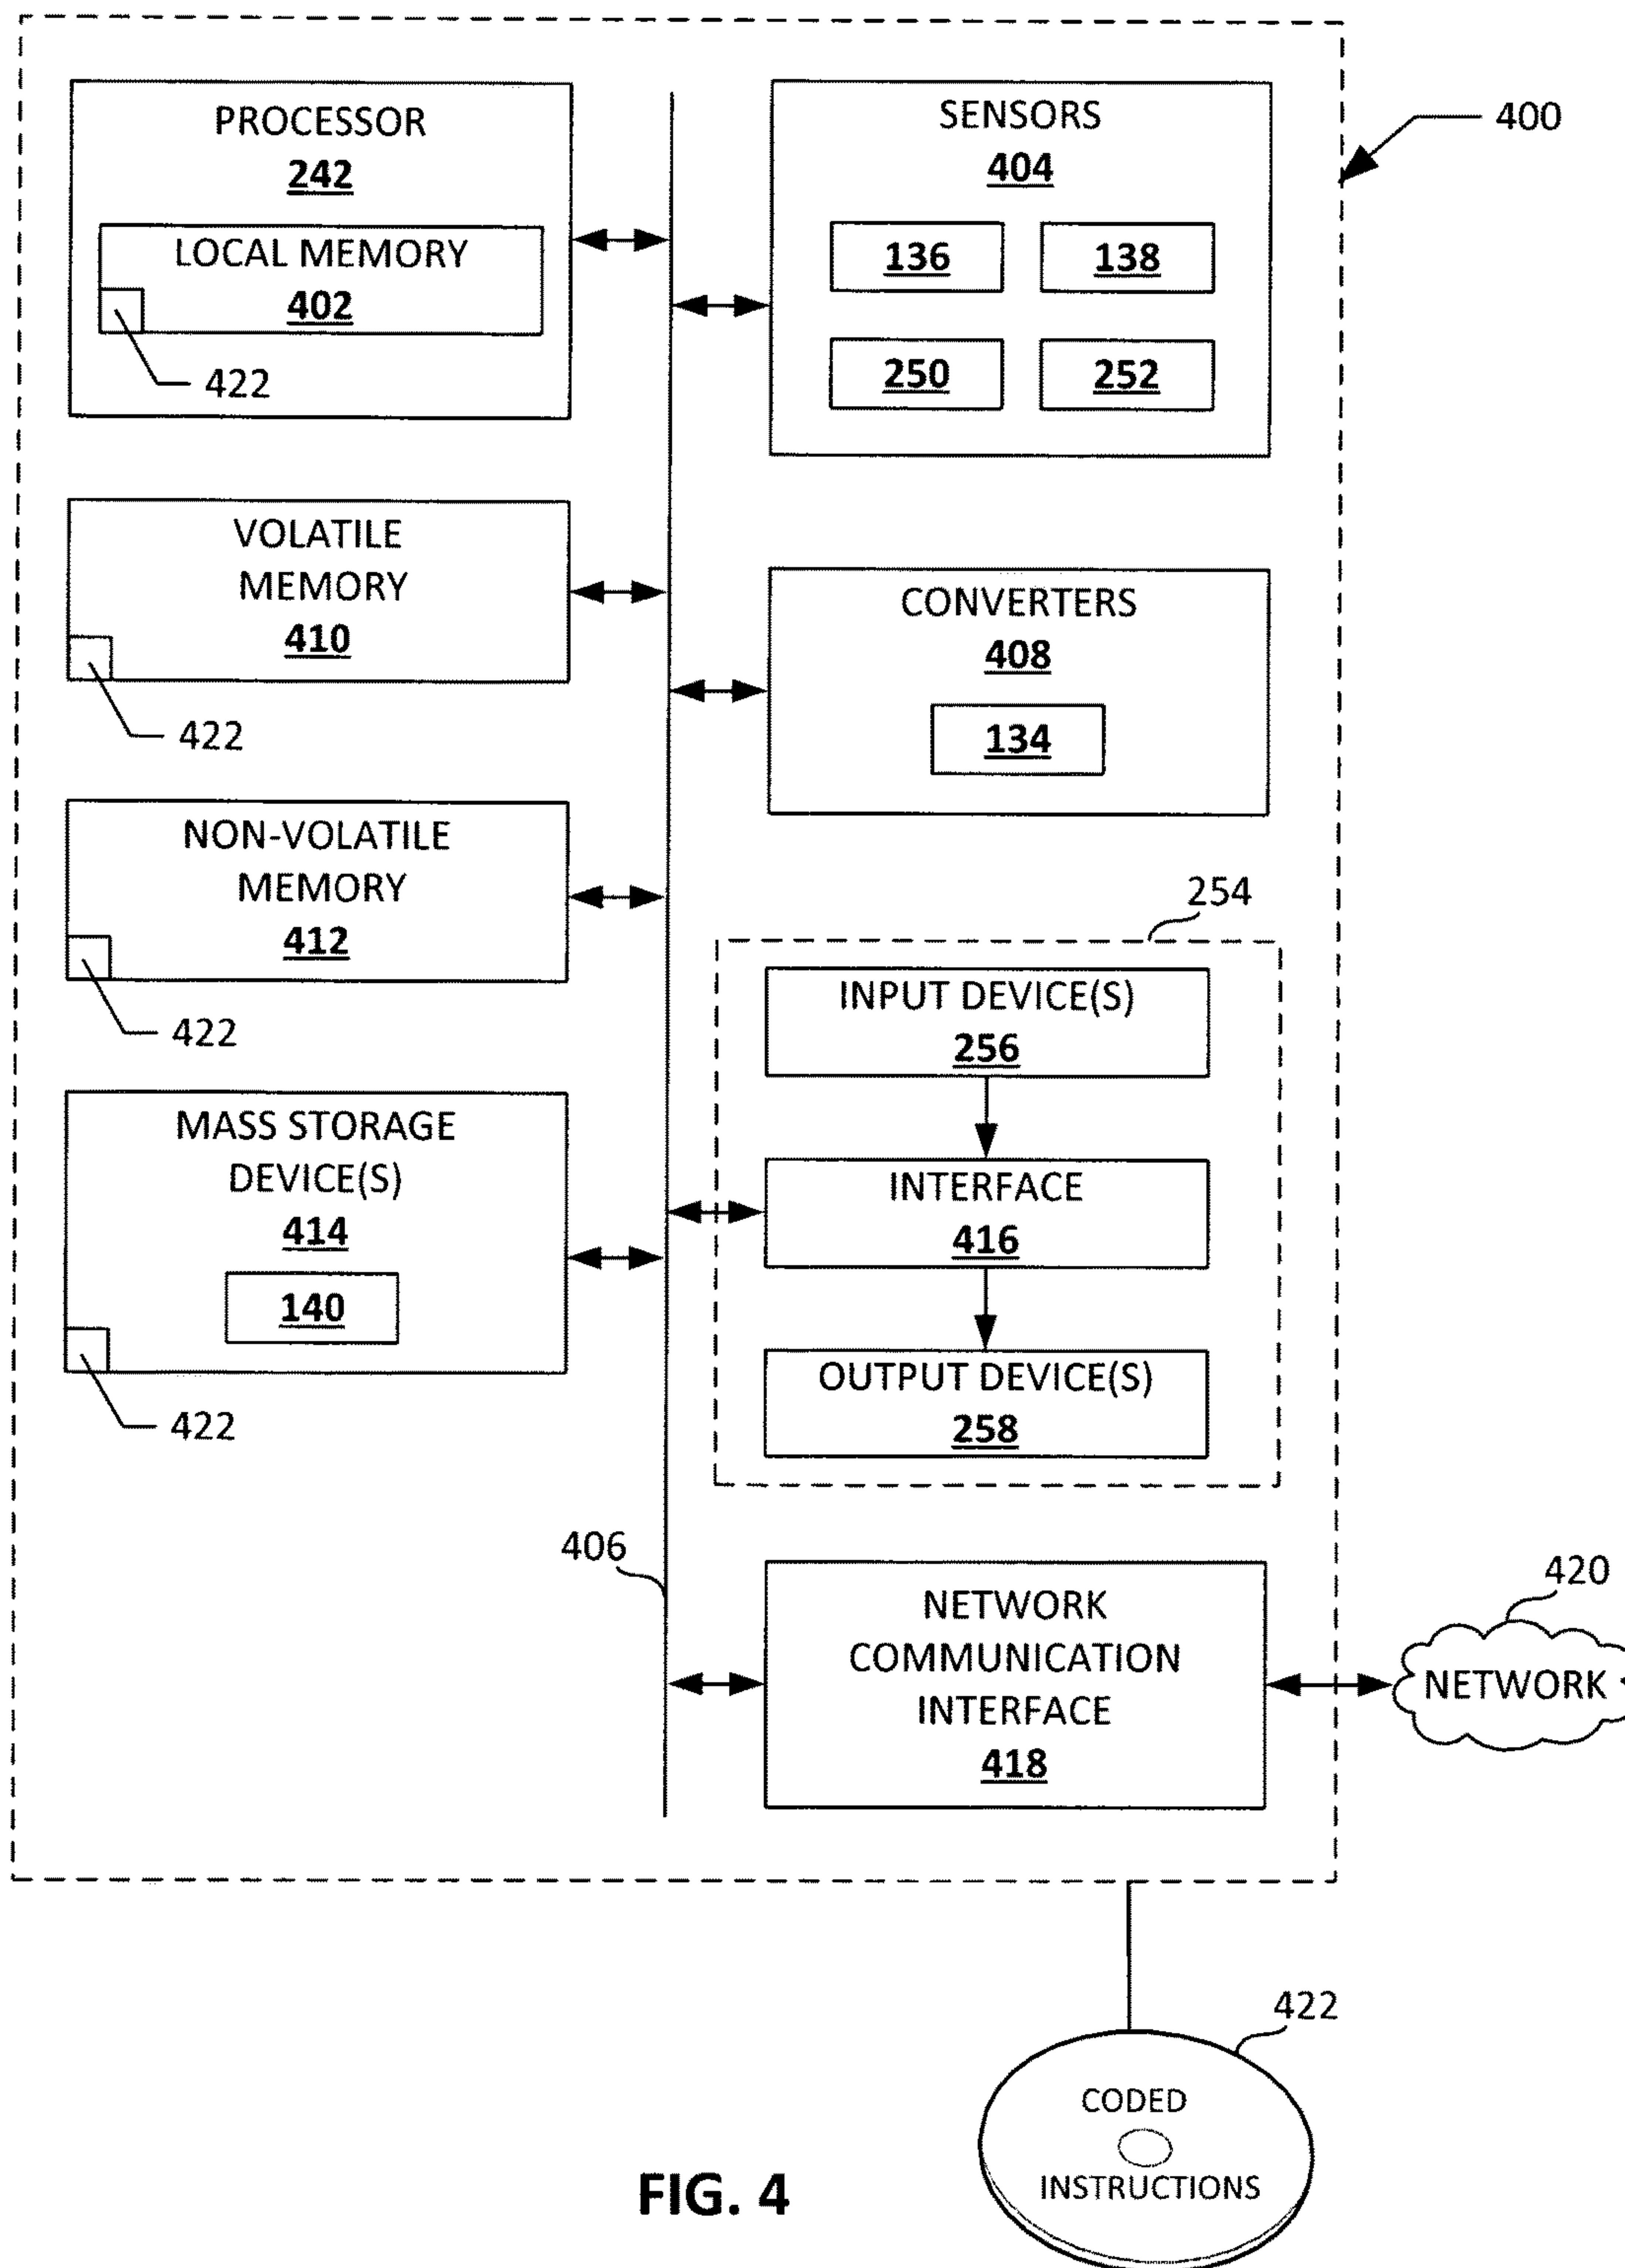 400
PROCESSOR
242
LOCAL MEMORY
402
422
SENSORS
404
136 138
250 252
VOLATILE
MEMORY
410
422
CONVERTERS
408
134
NON-VOLATILE
MEMORY
412
422
254
INPUT DEVICE(S)
256
INTERFACE
416
OUTPUT DEVICE(S)
258
MASS STORAGE
DEVICE(S)
414
140
422
406
NETWORK
COMMUNICATION
INTERFACE
418
420
NETWORK
422
CODED
INSTRUCTIONS
FIG. 4